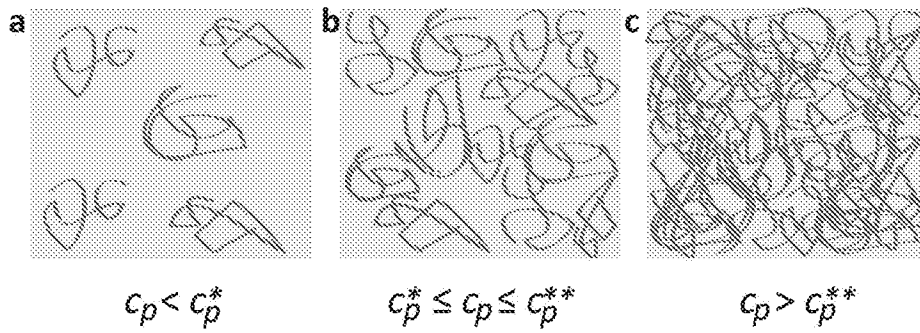 a b c
c_p < c_p^* c_p^* ≤ c_p ≤ c_p^{**} c_p > c_p^{**}